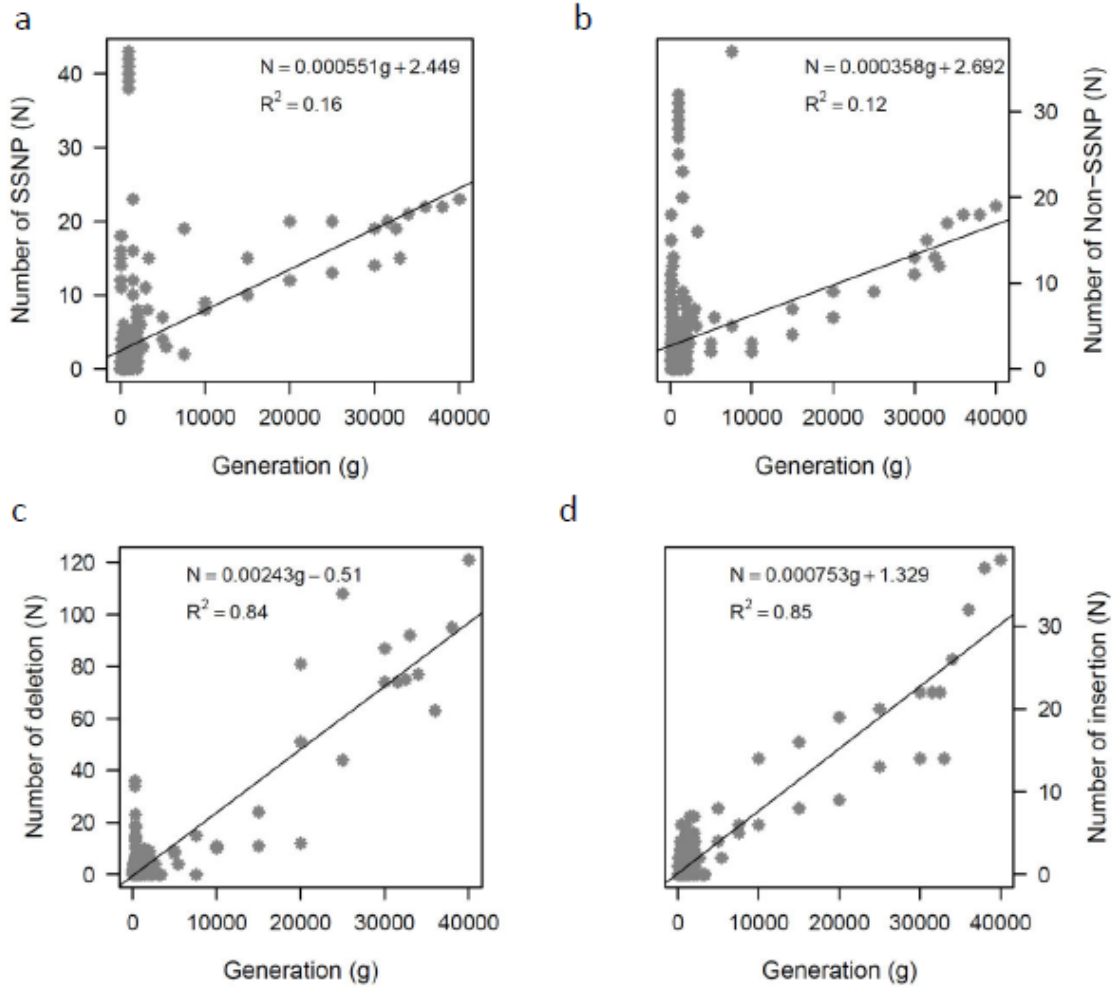 a
N = 0.000551g + 2.449
R² = 0.16
Number of SSNP (N)
40
30
20
10
0
0 10000 20000 30000 40000
Generation (g)
b
N = 0.000358g + 2.692
R² = 0.12
Number of Non−SSNP (N)
30
20
10
0
0 10000 20000 30000 40000
Generation (g)
c
N = 0.00243g − 0.51
R² = 0.84
Number of deletion (N)
120
100
80
60
40
20
0
0 10000 20000 30000 40000
Generation (g)
d
N = 0.000753g + 1.329
R² = 0.85
Number of insertion (N)
30
20
10
0
0 10000 20000 30000 40000
Generation (g)